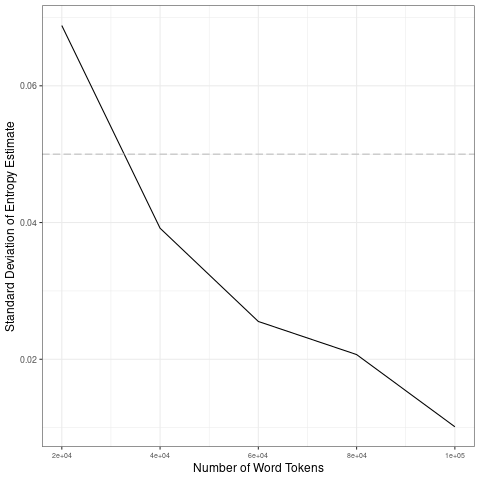 Standard Deviation of Entropy Estimate
0.06
0.04
0.02
2e+04 4e+04 6e+04 8e+04 1e+05
Number of Word Tokens